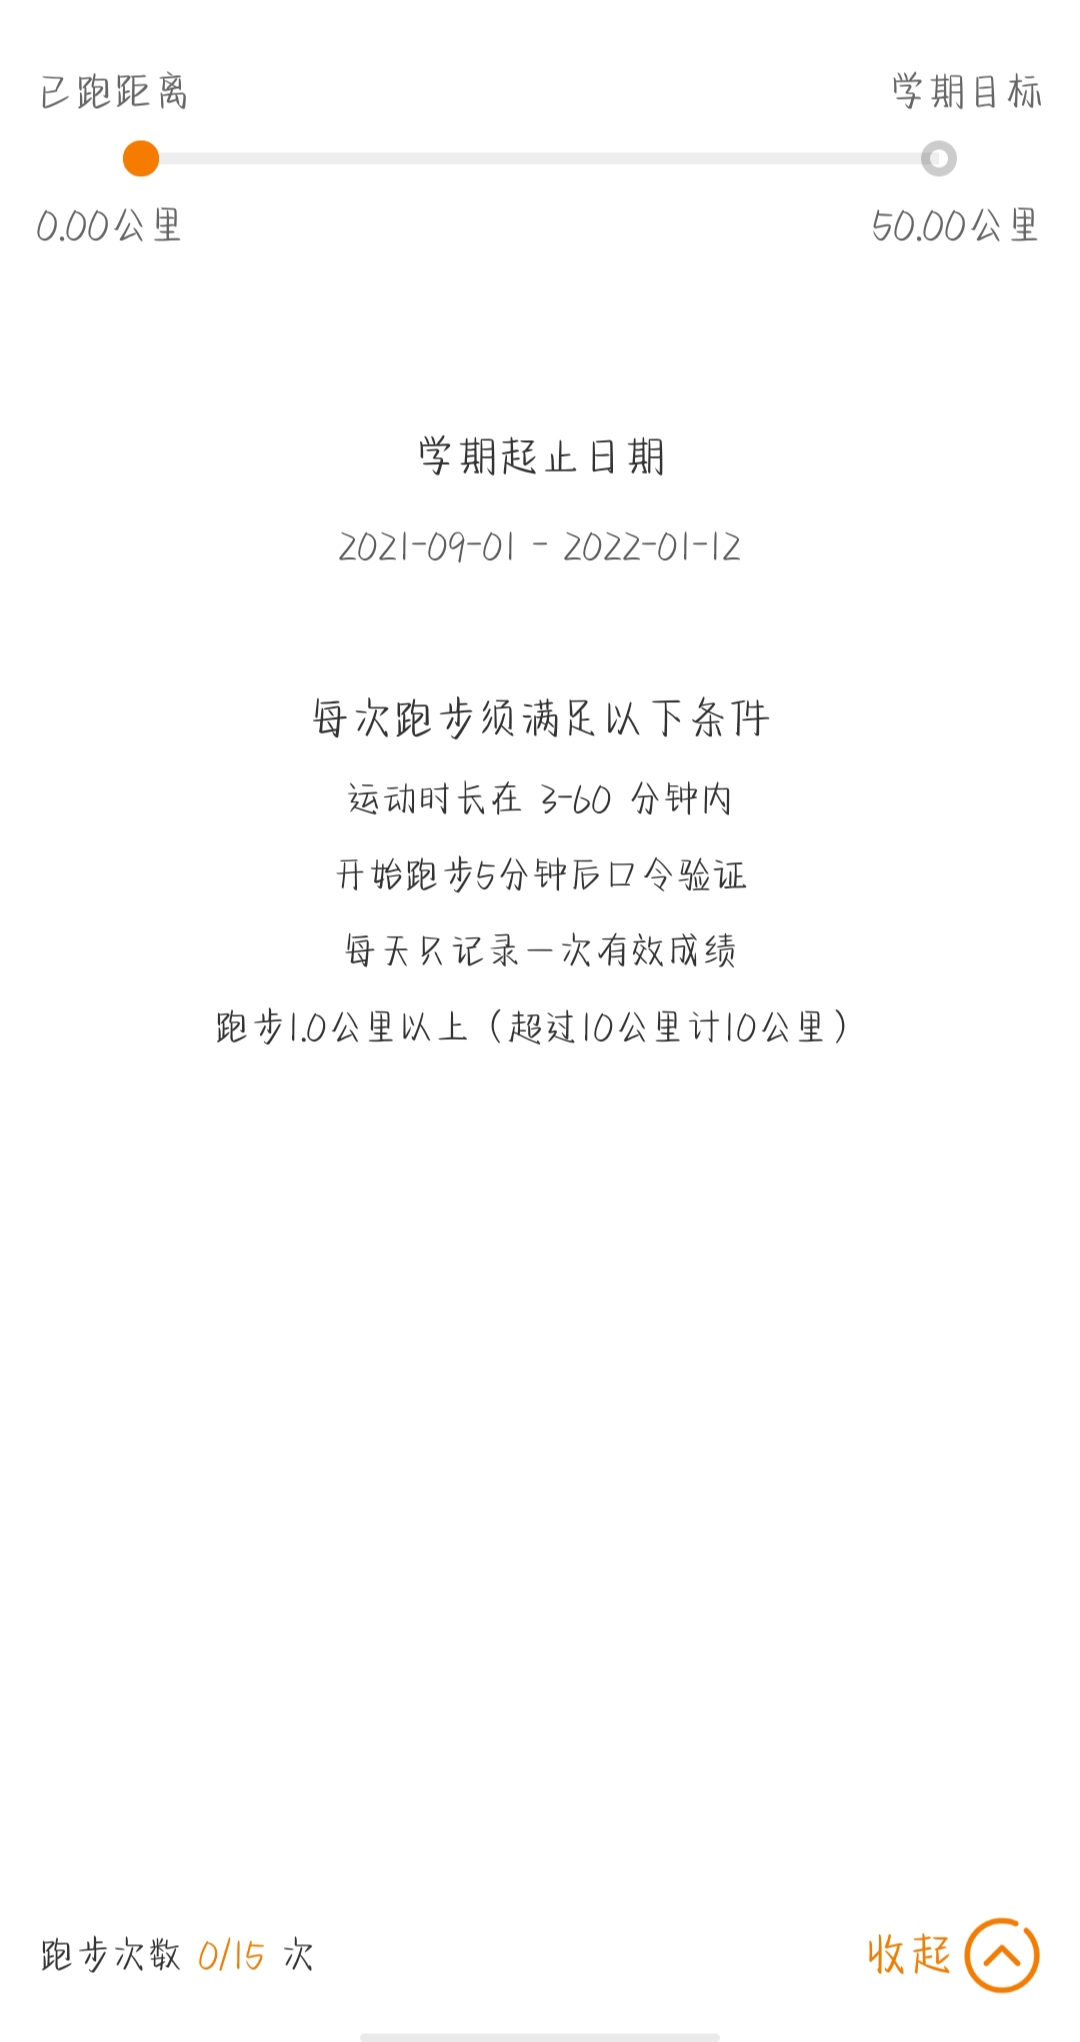 已跑距离 学期目标
0.00公里 50.00公里
学期起止日期
2021-09-01 - 2022-01-12
每次跑步须满足以下条件
运动时长在 3-60 分钟内
开始跑步5分钟后口令验证
每天只记录一次有效成绩
跑步1.0公里以上（超过10公里计10公里）
跑步次数 0/15 次 收起